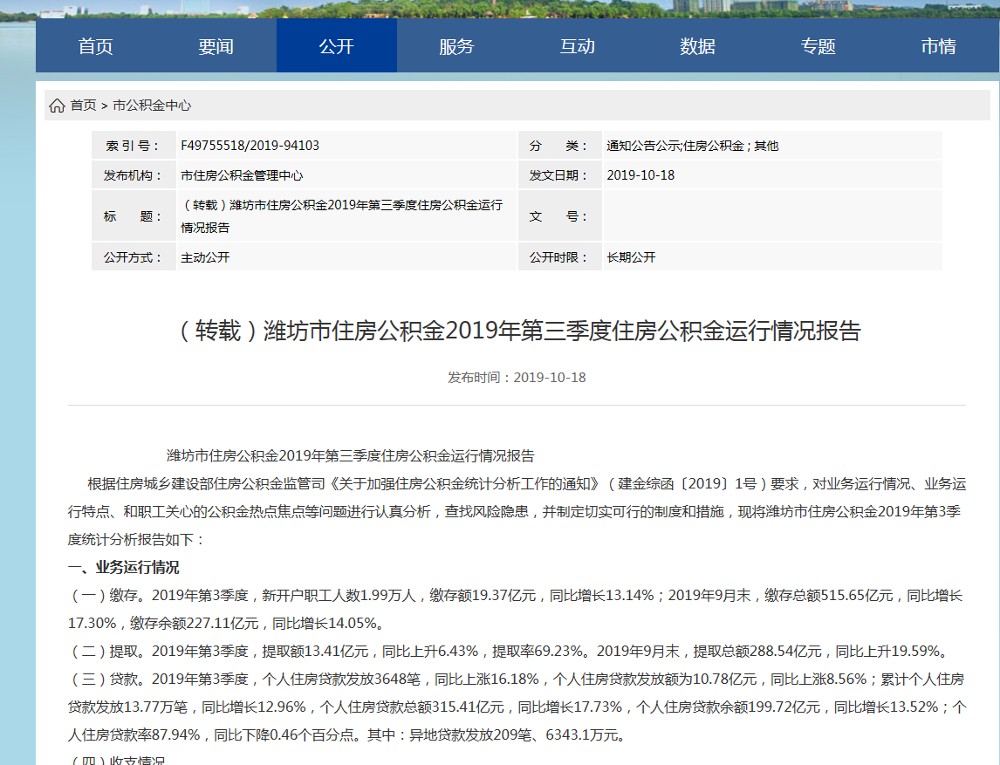 首页 要闻 公开 服务 互动 数据 专题 市情
首页 > 市公积金中心
索 引 号： F49755518/2019-94103 分 类： 通知公告公示;住房公积金 ; 其他
发布机构： 市住房公积金管理中心 发文日期： 2019-10-18
标 题： （转载）潍坊市住房公积金2019年第三季度住房公积金运行
情况报告 文 号：
公开方式： 主动公开 公开时限： 长期公开
（转载）潍坊市住房公积金2019年第三季度住房公积金运行情况报告
发布时间：2019-10-18
潍坊市住房公积金2019年第三季度住房公积金运行情况报告
根据住房城乡建设部住房公积金监管司《关于加强住房公积金统计分析工作的通知》（建金综函〔2019〕1号）要求，对业务运行情况、业务运
行特点、和职工关心的公积金热点焦点等问题进行认真分析，查找风险隐患，并制定切实可行的制度和措施，现将潍坊市住房公积金2019年第3季
度统计分析报告如下：
一、业务运行情况
（一）缴存。2019年第3季度，新开户职工人数1.99万人，缴存额19.37亿元，同比增长13.14%；2019年9月末，缴存总额515.65亿元，同比增长
17.30%，缴存余额227.11亿元，同比增长14.05%。
（二）提取。2019年第3季度，提取额13.41亿元，同比上升6.43%，提取率69.23%。2019年9月末，提取总额288.54亿元，同比上升19.59%。
（三）贷款。2019年第3季度，个人住房贷款发放3648笔，同比上涨16.18%，个人住房贷款发放额为10.78亿元，同比上涨8.56%；累计个人住房
贷款发放13.77万笔，同比增长12.96%，个人住房贷款总额315.41亿元，同比增长17.73%，个人住房贷款余额199.72亿元，同比增长13.52%；个
人住房贷款率87.94%，同比下降0.46个百分点。其中：异地贷款发放209笔、6343.1万元。
（四）收支情况